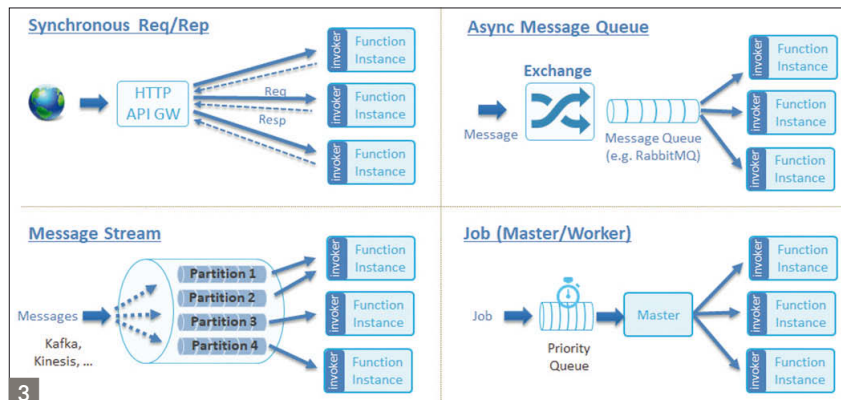 Synchronous Req/Rep
HTTP
API GW
Req
Resp
invoker
Function
Instance
invoker
Function
Instance
invoker
Function
Instance
Async Message Queue
Message
Exchange
Message Queue
(e.g. RabbitMQ)
invoker
Function
Instance
invoker
Function
Instance
invoker
Function
Instance
Message Stream
Messages
Kafka,
Kinesis, ...
Partition 1
Partition 2
Partition 3
Partition 4
invoker
Function
Instance
invoker
Function
Instance
invoker
Function
Instance
Job (Master/Worker)
Job
Priority
Queue
Master
invoker
Function
Instance
invoker
Function
Instance
invoker
Function
Instance
3